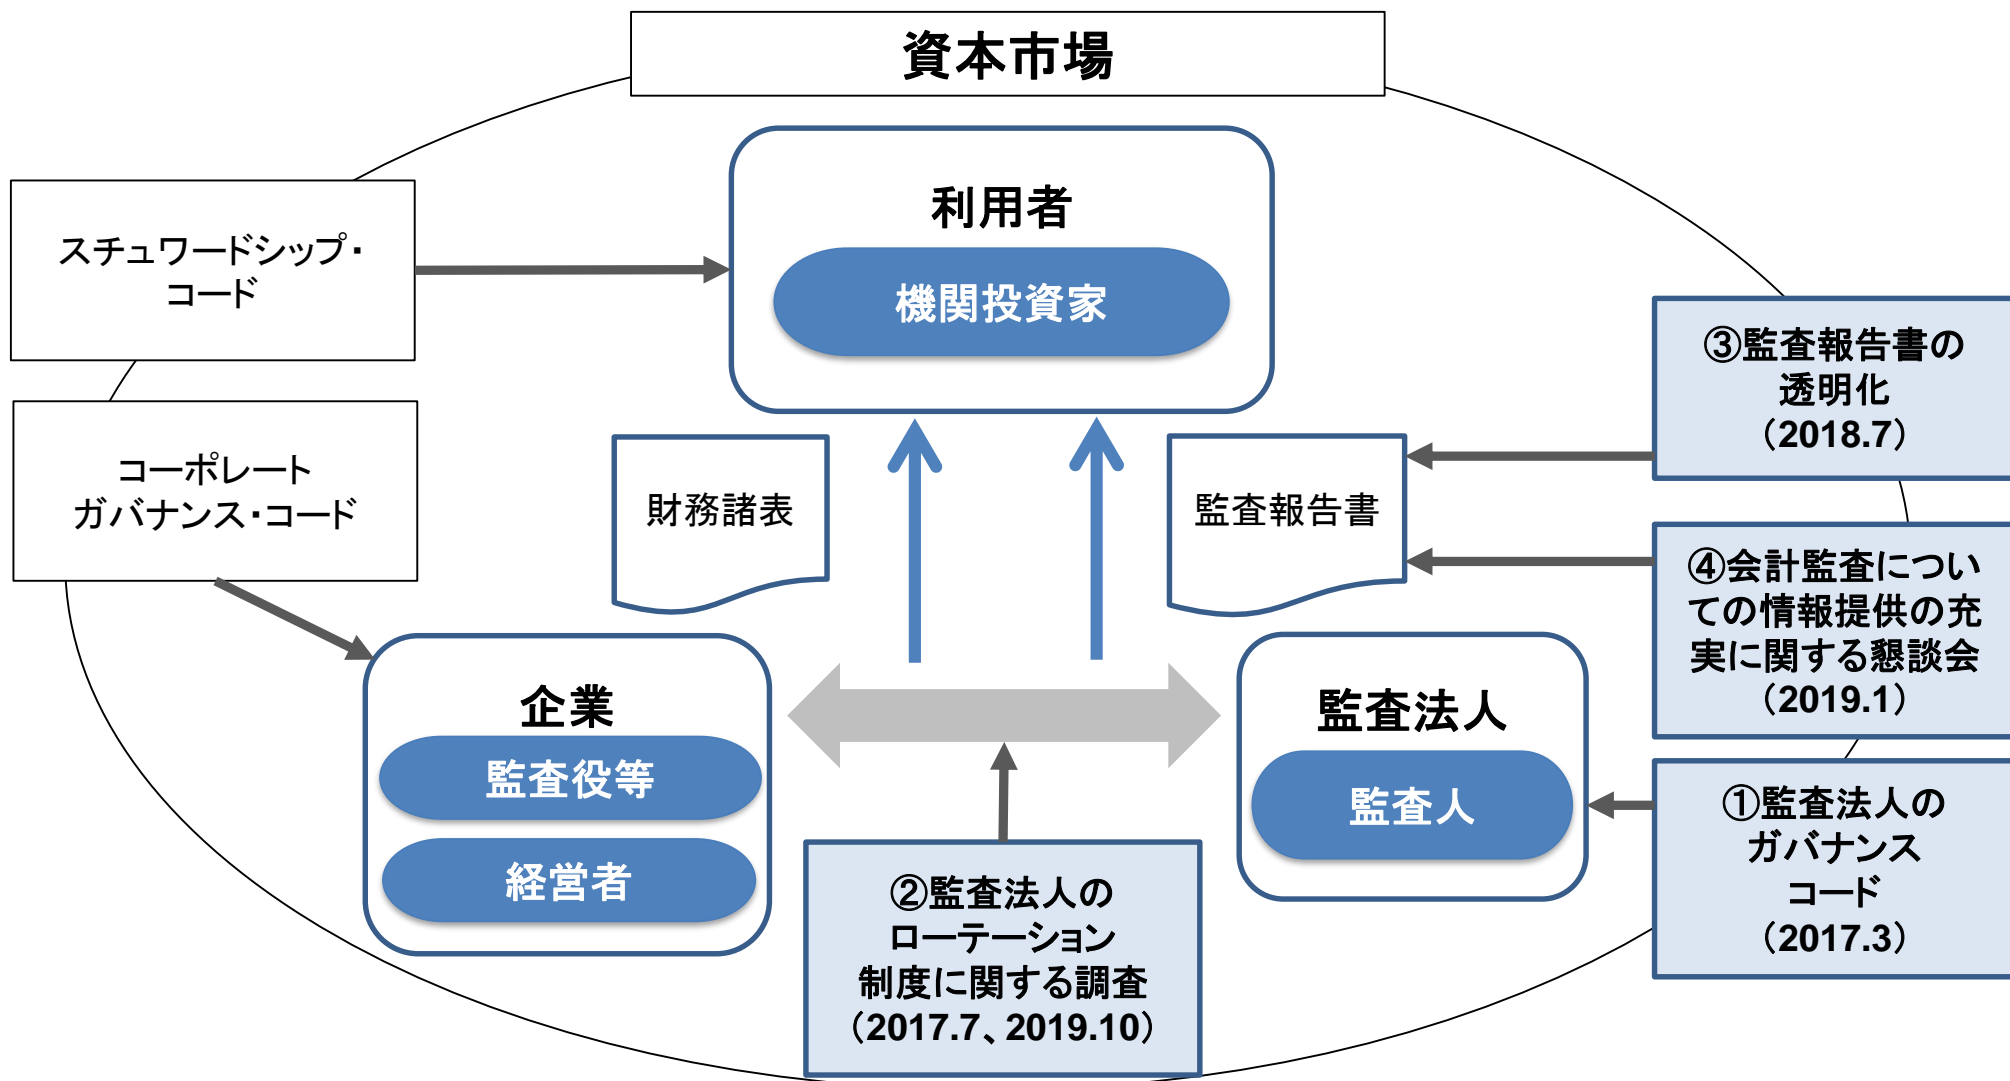 資本市場
利用者
機関投資家
スチュワードシップ・
コード
コーポレート
ガバナンス・コード
財務諸表
監査報告書
③監査報告書の
透明化
（2018.7）
④会計監査につい
ての情報提供の充
実に関する懇談会
（2019.1）
企業
監査役等
経営者
監査法人
監査人
①監査法人の
ガバナンス
コード
（2017.3）
②監査法人の
ローテーション
制度に関する調査
（2017.7、2019.10）